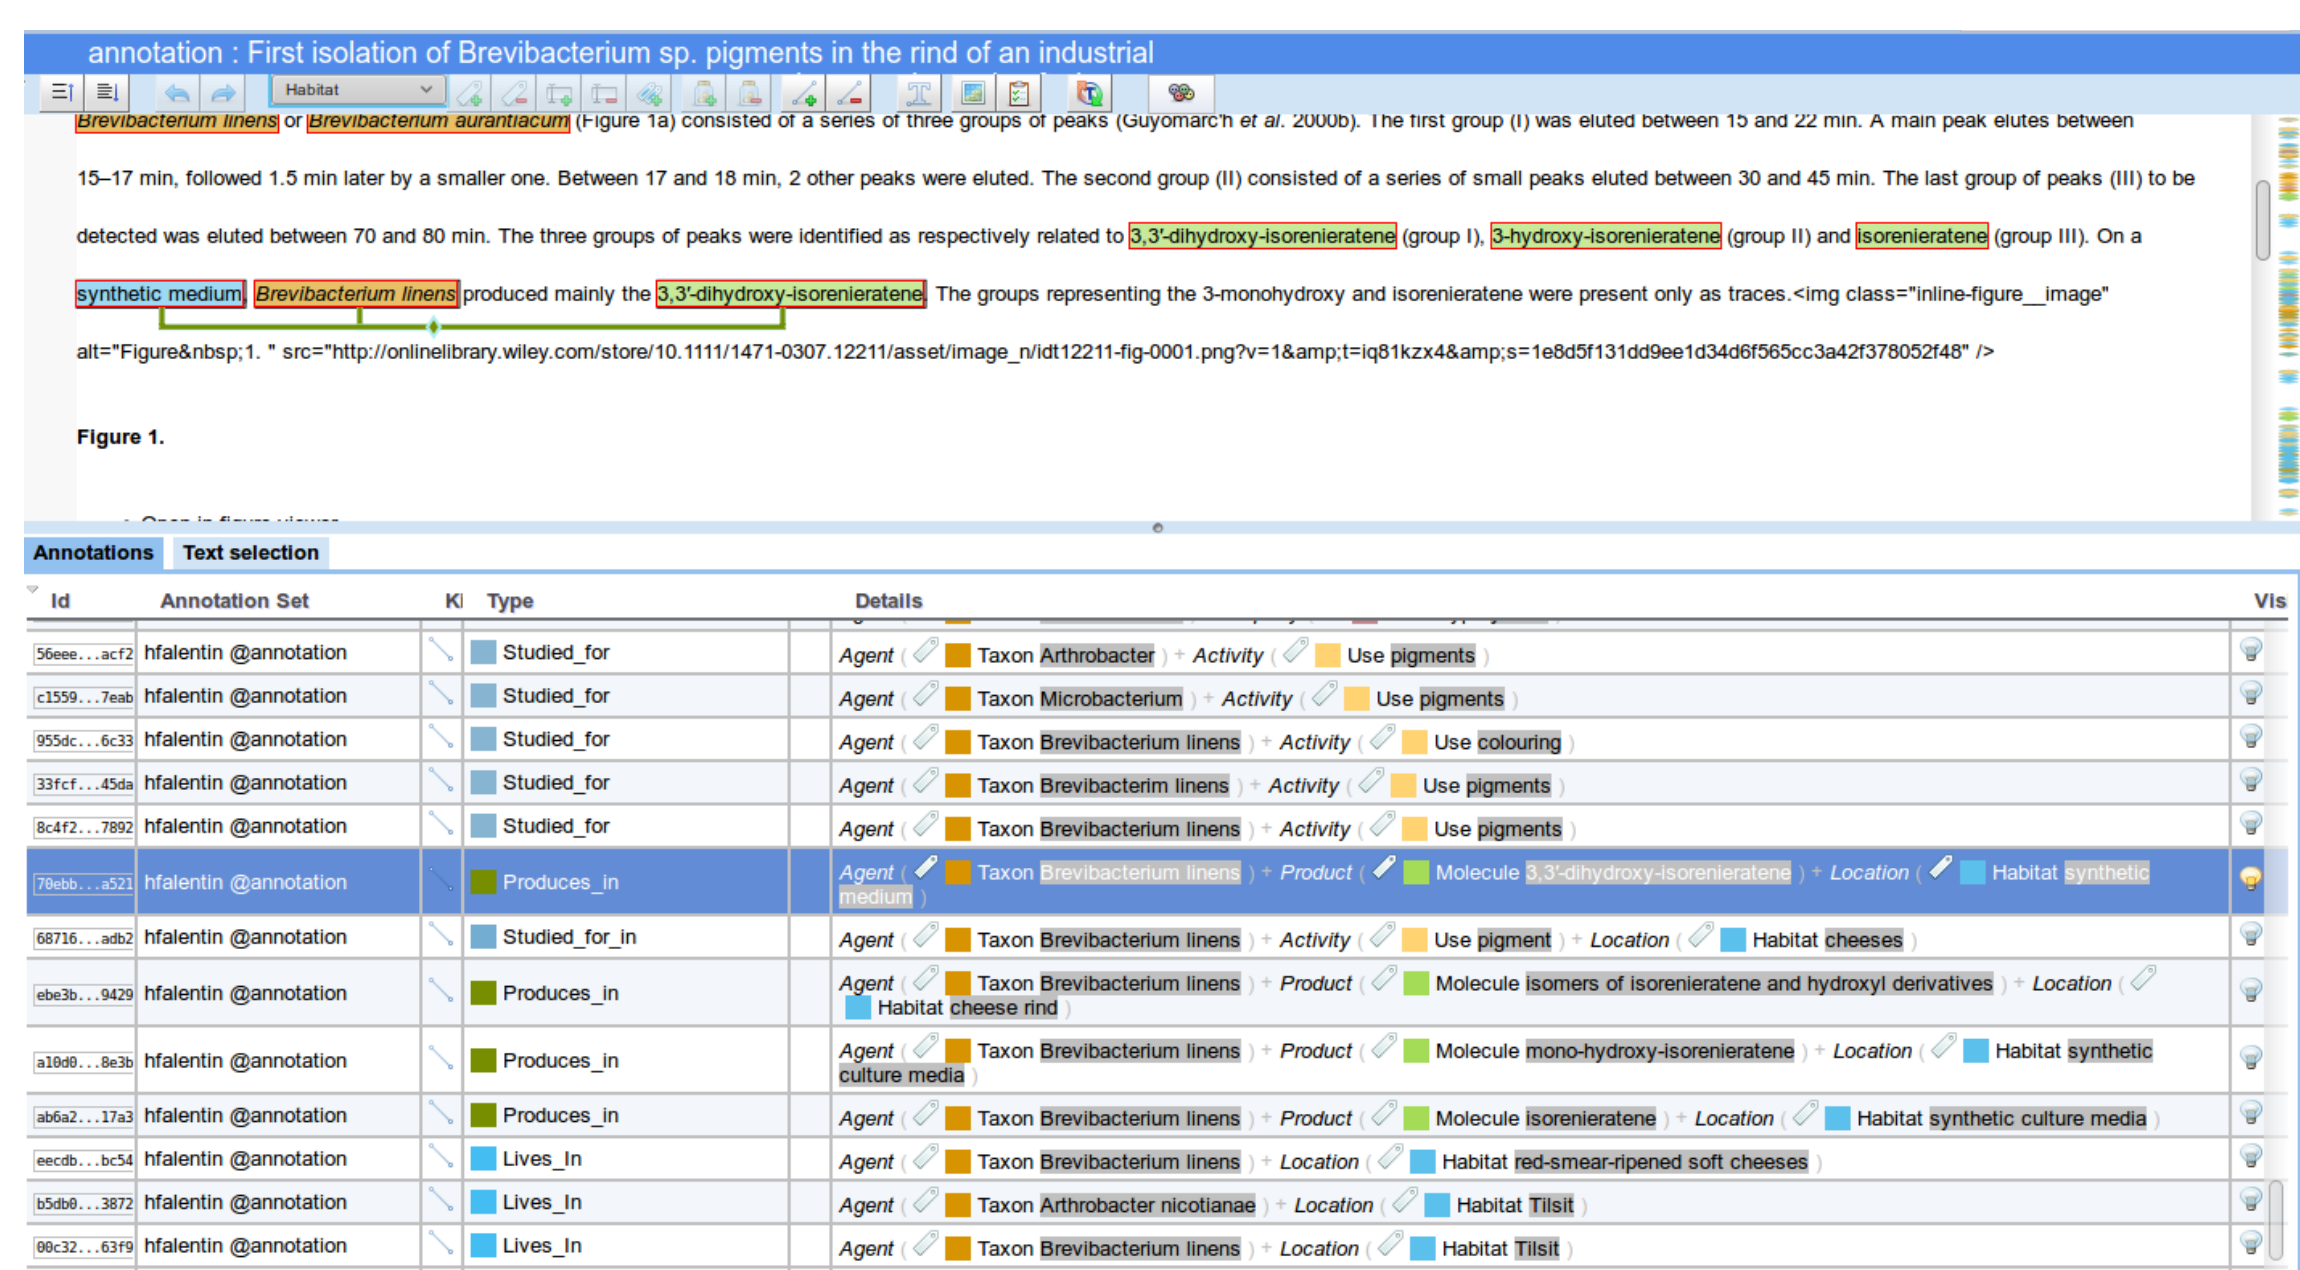 annotation : First isolation of Brevibacterium sp. pigments in the rind of an industrial
Habitat
Brevibacterium linens or Brevibacterium aurantiacum (Figure 1a) consisted of a series of three groups of peaks (Guyomarc'h et al. 2000b). The first group (I) was eluted between 15 and 22 min. A main peak elutes between
15–17 min, followed 1.5 min later by a smaller one. Between 17 and 18 min, 2 other peaks were eluted. The second group (II) consisted of a series of small peaks eluted between 30 and 45 min. The last group of peaks (III) to be
detected was eluted between 70 and 80 min. The three groups of peaks were identified as respectively related to 3,3′-dihydroxy-isorenieratene (group I), 3-hydroxy-isorenieratene (group II) and isorenieratene (group III). On a
synthetic medium, Brevibacterium linens produced mainly the 3,3′-dihydroxy-isorenieratene. The groups representing the 3-monohydroxy and isorenieratene were present only as traces.<img class="inline-figure__image"
alt="Figure&nbsp;1. " src="http://onlinelibrary.wiley.com/store/10.1111/1471-0307.12211/asset/image_n/idt12211-fig-0001.png?v=1&amp;t=iq81kzx4&amp;s=1e8d5f131dd9ee1d34d6f565cc3a42f378052f48" />
Figure 1.
Open in figure viewer
Annotations Text selection
Id Annotation Set Ki Type Details Vis
56eee...acf2 hfalentin @annotation Studied_for Agent ( Taxon Arthrobacter ) + Activity ( Use pigments )
c1559...7eab hfalentin @annotation Studied_for Agent ( Taxon Microbacterium ) + Activity ( Use pigments )
955dc...6c33 hfalentin @annotation Studied_for Agent ( Taxon Brevibacterium linens ) + Activity ( Use colouring )
33fcf...45da hfalentin @annotation Studied_for Agent ( Taxon Brevibacterim linens ) + Activity ( Use pigments )
8c4f2...7892 hfalentin @annotation Studied_for Agent ( Taxon Brevibacterium linens ) + Activity ( Use pigments )
70ebb...a521 hfalentin @annotation Produces_in Agent ( Taxon Brevibacterium linens ) + Product ( Molecule 3,3′-dihydroxy-isorenieratene ) + Location ( Habitat synthetic
medium )
68716...adb2 hfalentin @annotation Studied_for_in Agent ( Taxon Brevibacterium linens ) + Activity ( Use pigment ) + Location ( Habitat cheeses )
ebe3b...9429 hfalentin @annotation Produces_in Agent ( Taxon Brevibacterium linens ) + Product ( Molecule isomers of isorenieratene and hydroxyl derivatives ) + Location (
Habitat cheese rind )
a10d0...8e3b hfalentin @annotation Produces_in Agent ( Taxon Brevibacterium linens ) + Product ( Molecule mono-hydroxy-isorenieratene ) + Location ( Habitat synthetic
culture media )
ab6a2...17a3 hfalentin @annotation Produces_in Agent ( Taxon Brevibacterium linens ) + Product ( Molecule isorenieratene ) + Location ( Habitat synthetic culture media )
eecdb...bc54 hfalentin @annotation Lives_In Agent ( Taxon Brevibacterium linens ) + Location ( Habitat red-smear-ripened soft cheeses )
b5db0...3872 hfalentin @annotation Lives_In Agent ( Taxon Arthrobacter nicotianae ) + Location ( Habitat Tilsit )
00c32...63f9 hfalentin @annotation Lives_In Agent ( Taxon Brevibacterium linens ) + Location ( Habitat Tilsit )